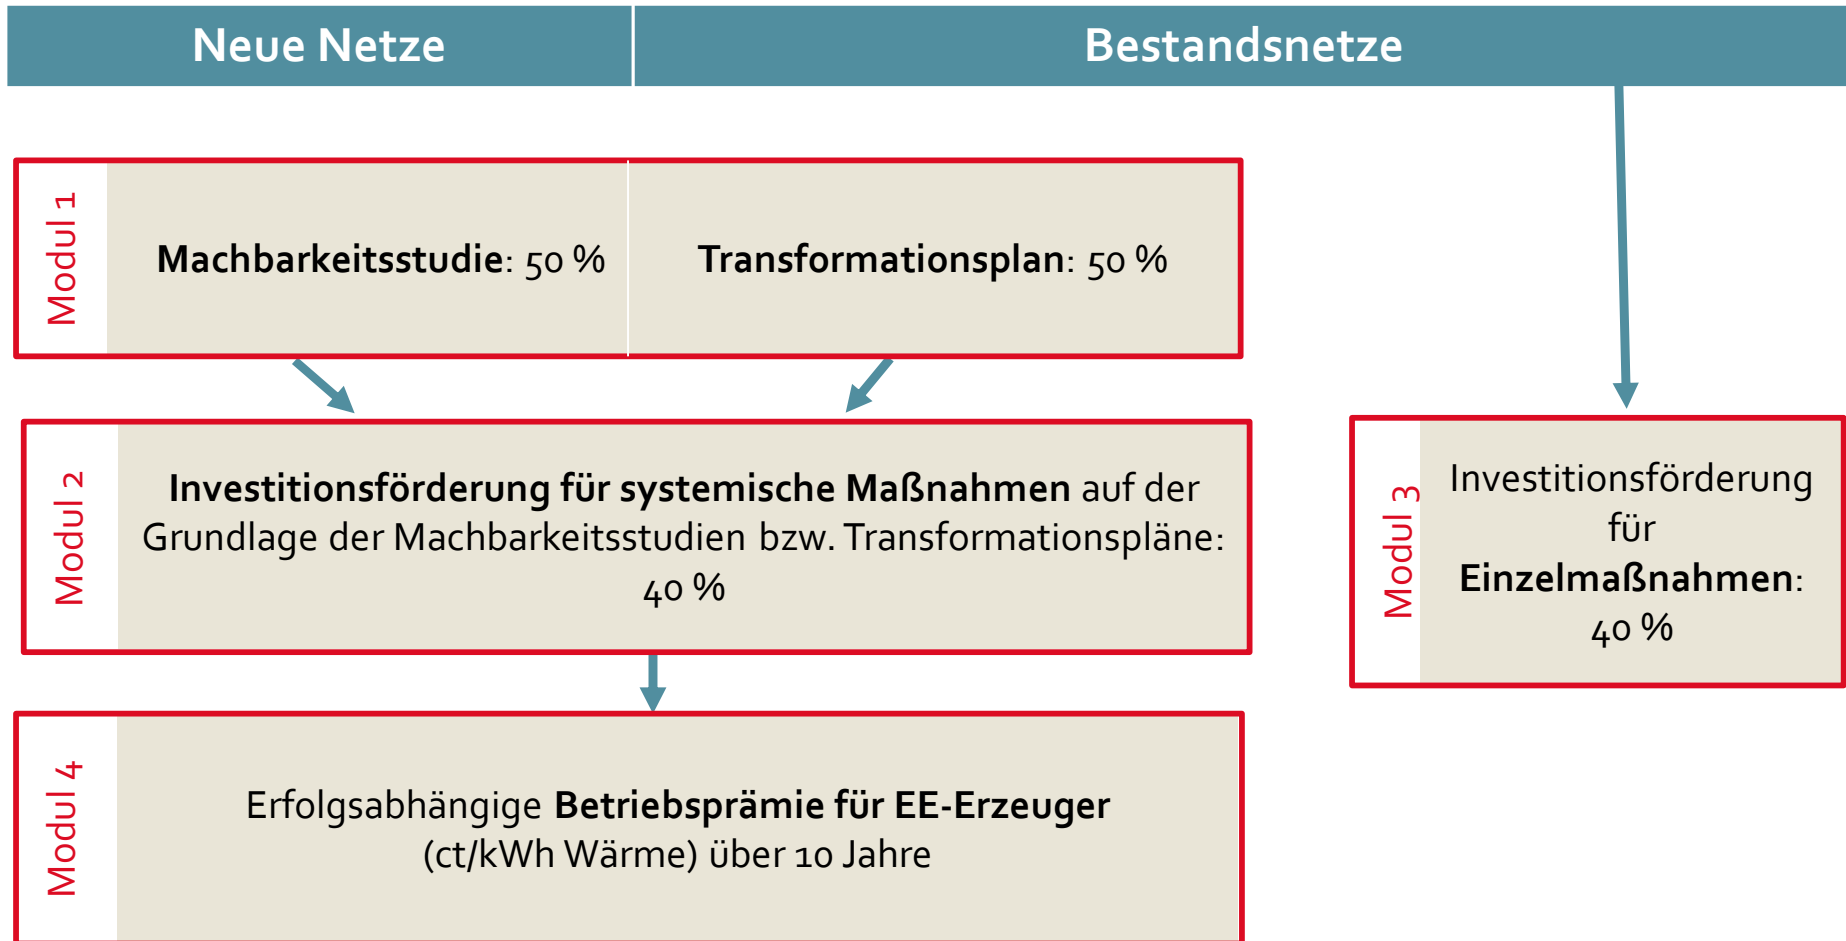 Neue Netze
Bestandsnetze
Modul 1
Machbarkeitsstudie: 50 %
Transformationsplan: 50 %
Modul 2
Investitionsförderung für systemische Maßnahmen auf der
Grundlage der Machbarkeitsstudien bzw. Transformationspläne:
40 %
Modul 3
Investitionsförderung
für
Einzelmaßnahmen:
40 %
Modul 4
Erfolgsabhängige Betriebsprämie für EE-Erzeuger
(ct/kWh Wärme) über 10 Jahre